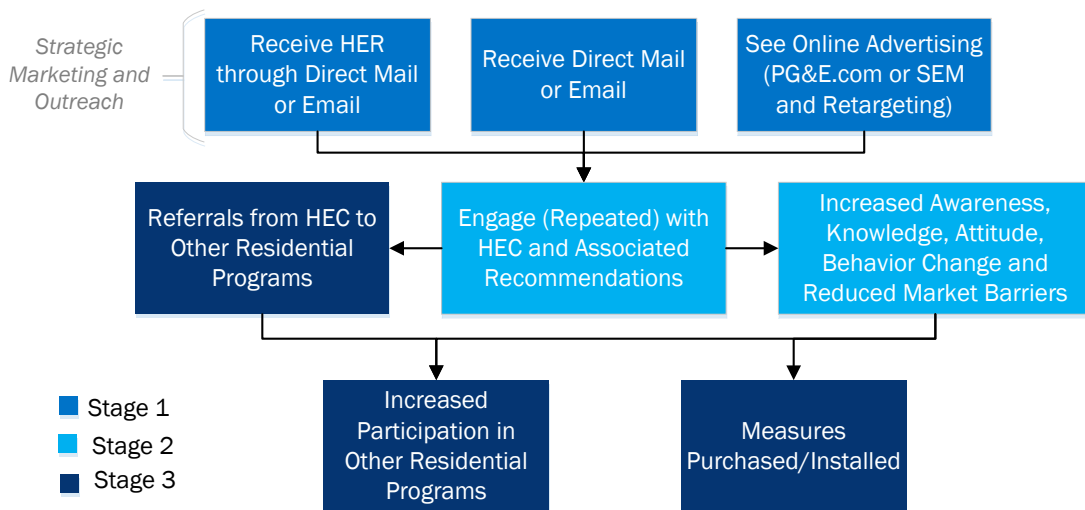 Strategic
Marketing and
Outreach
Receive HER
through Direct Mail
or Email
Receive Direct Mail
or Email
See Online Advertising
(PG&E.com or SEM
and Retargeting)
Referrals from HEC to
Other Residential
Programs
Engage (Repeated) with
HEC and Associated
Recommendations
Increased Awareness,
Knowledge, Attitude,
Behavior Change and
Reduced Market Barriers
Increased
Participation in
Other Residential
Programs
Measures
Purchased/Installed
Stage 1
Stage 2
Stage 3